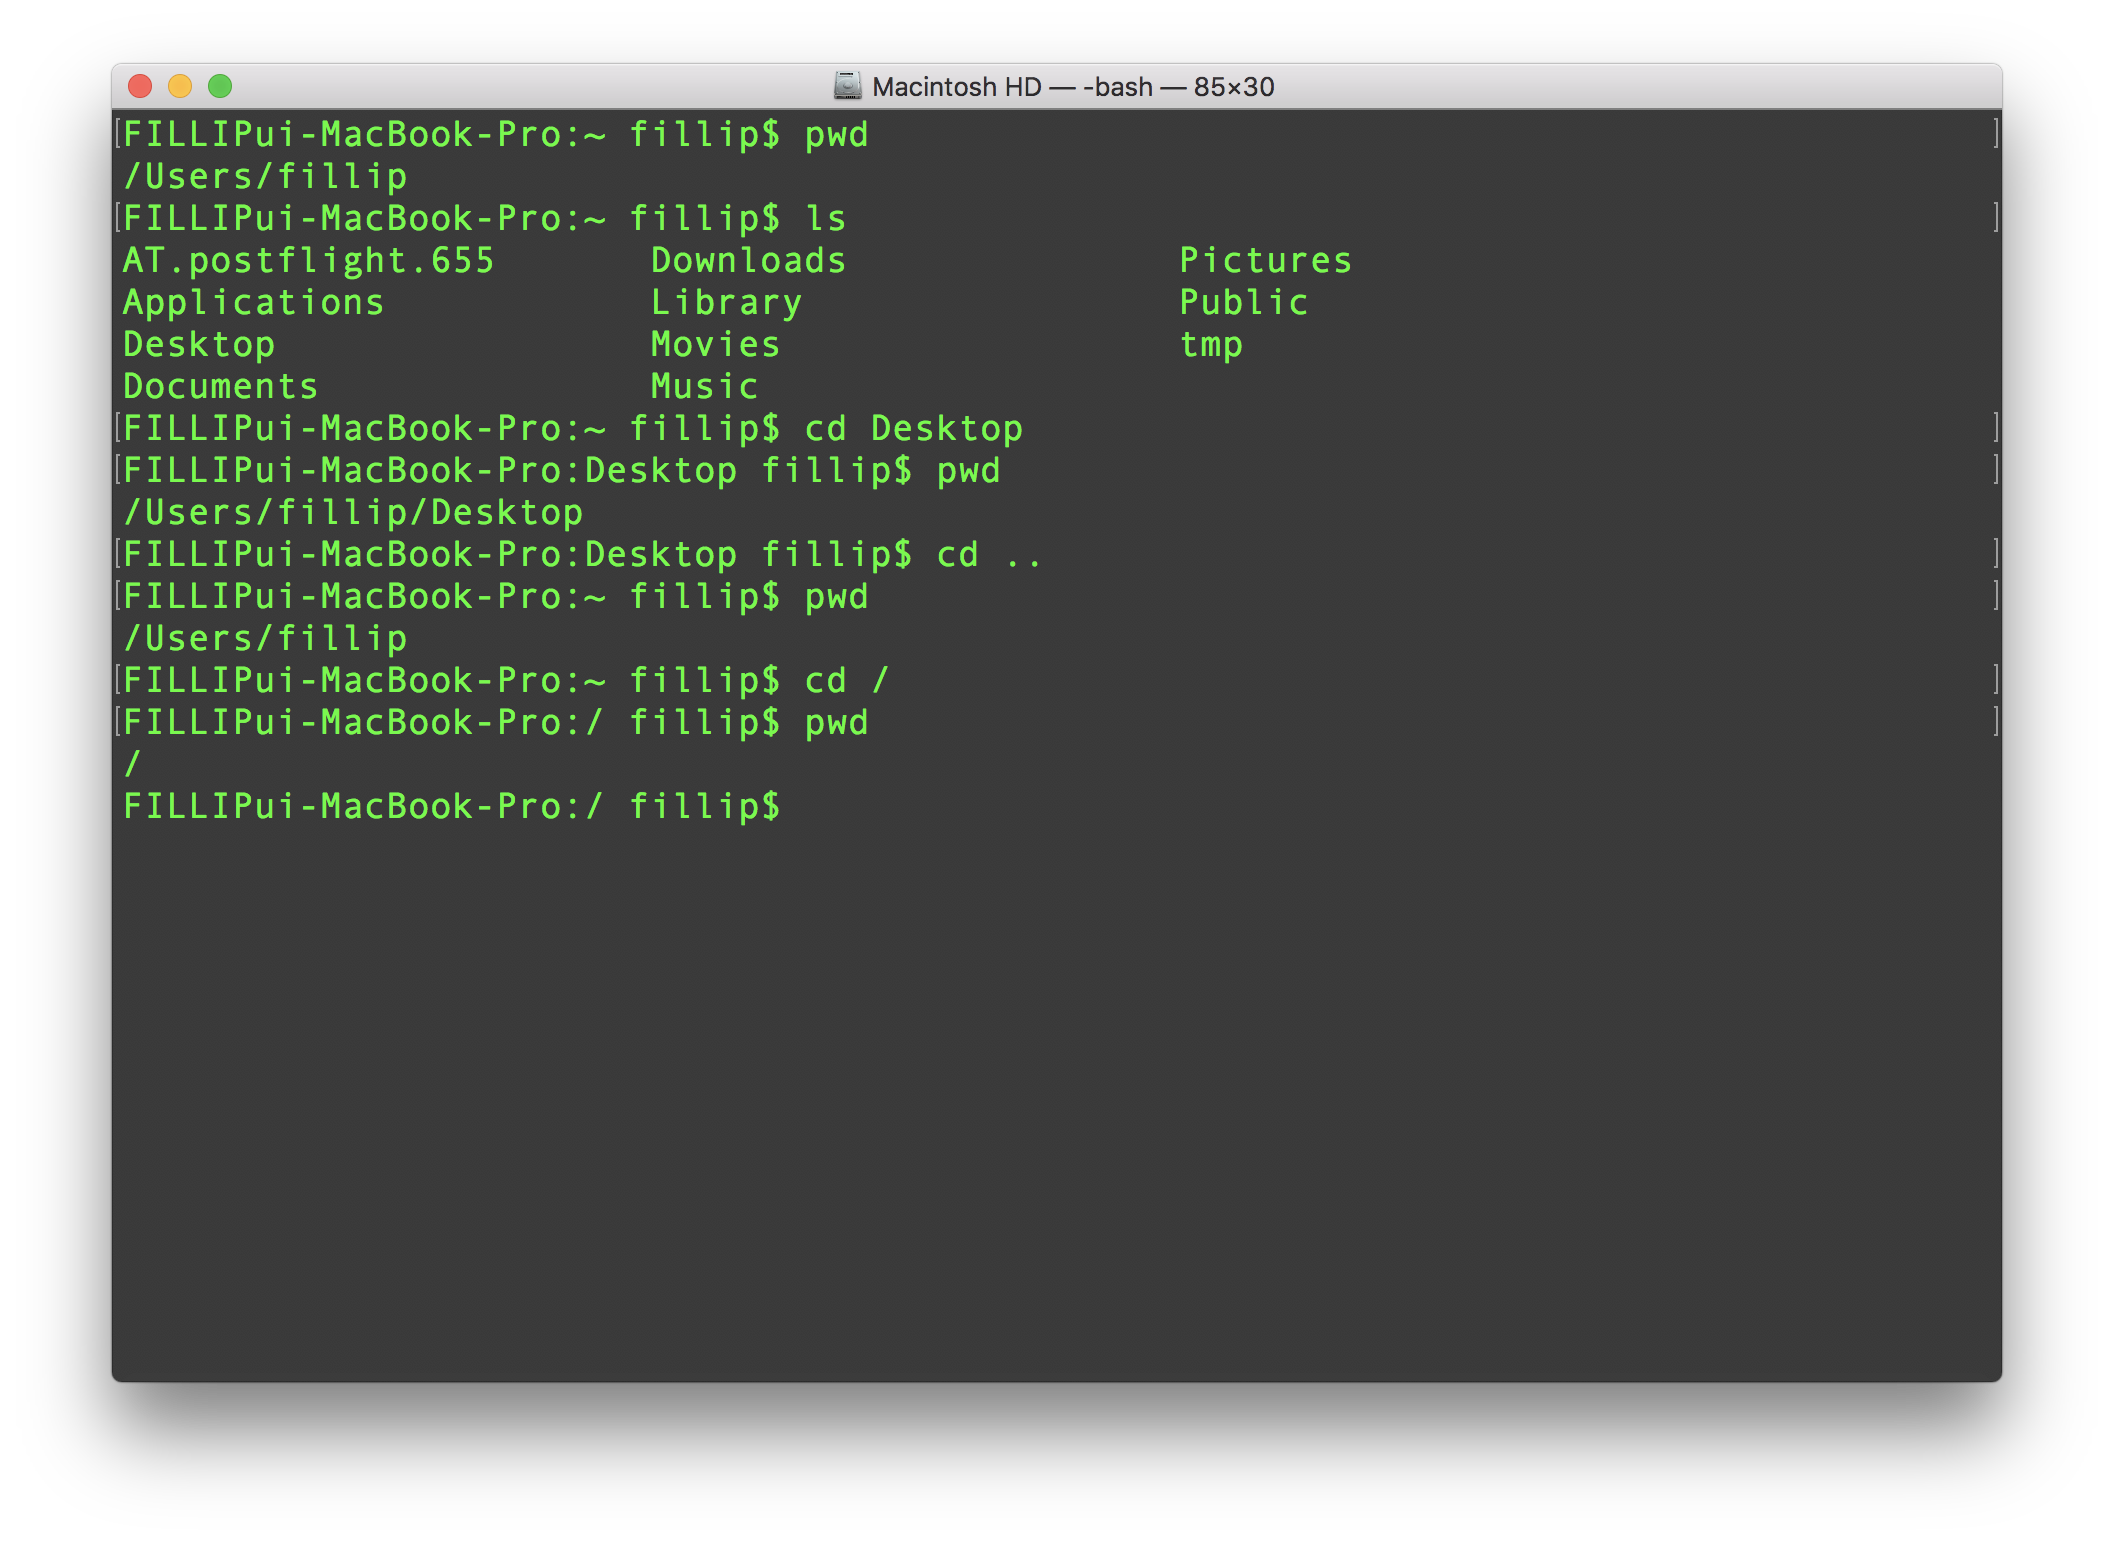 Macintosh HD — -bash — 85×30
[FILLIPui-MacBook-Pro:~ fillip$ pwd ]
/Users/fillip
[FILLIPui-MacBook-Pro:~ fillip$ ls ]
AT.postflight.655 Downloads Pictures
Applications Library Public
Desktop Movies tmp
Documents Music
[FILLIPui-MacBook-Pro:~ fillip$ cd Desktop ]
[FILLIPui-MacBook-Pro:Desktop fillip$ pwd ]
/Users/fillip/Desktop
[FILLIPui-MacBook-Pro:Desktop fillip$ cd .. ]
[FILLIPui-MacBook-Pro:~ fillip$ pwd ]
/Users/fillip
[FILLIPui-MacBook-Pro:~ fillip$ cd / ]
[FILLIPui-MacBook-Pro:/ fillip$ pwd ]
/
FILLIPui-MacBook-Pro:/ fillip$